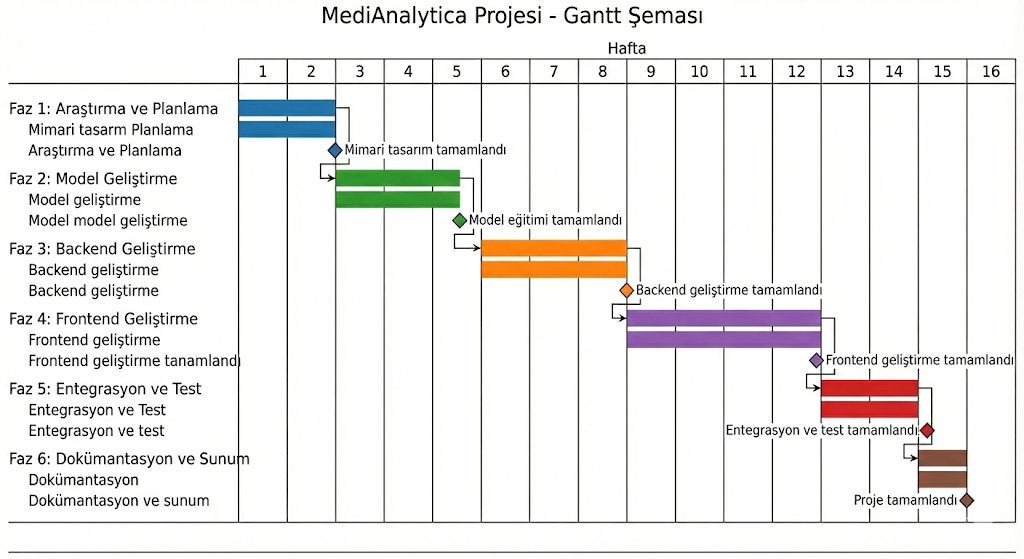 MediAnalytica Projesi - Gantt Şeması
Hafta
1 2 3 4 5 6 7 8 9 10 11 12 13 14 15 16
Faz 1: Araştırma ve Planlama
Mimari tasarm Planlama
Araştırma ve Planlama
Mimari tasarım tamamlandı
Faz 2: Model Geliştirme
Model geliştirme
Model model geliştirme
Model eğitimi tamamlandı
Faz 3: Backend Geliştirme
Backend geliştirme
Backend geliştirme
Backend geliştirme tamamlandı
Faz 4: Frontend Geliştirme
Frontend geliştirme
Frontend geliştirme tanamlandı
Frontend geliştirme tamamlandı
Faz 5: Entegrasyon ve Test
Entegrasyon ve Test
Entegrasyon ve test
Entegrasyon ve test tamamlandı
Faz 6: Dokümantasyon ve Sunum
Dokümantasyon
Dokümantasyon ve sunum
Proje tamamlandı